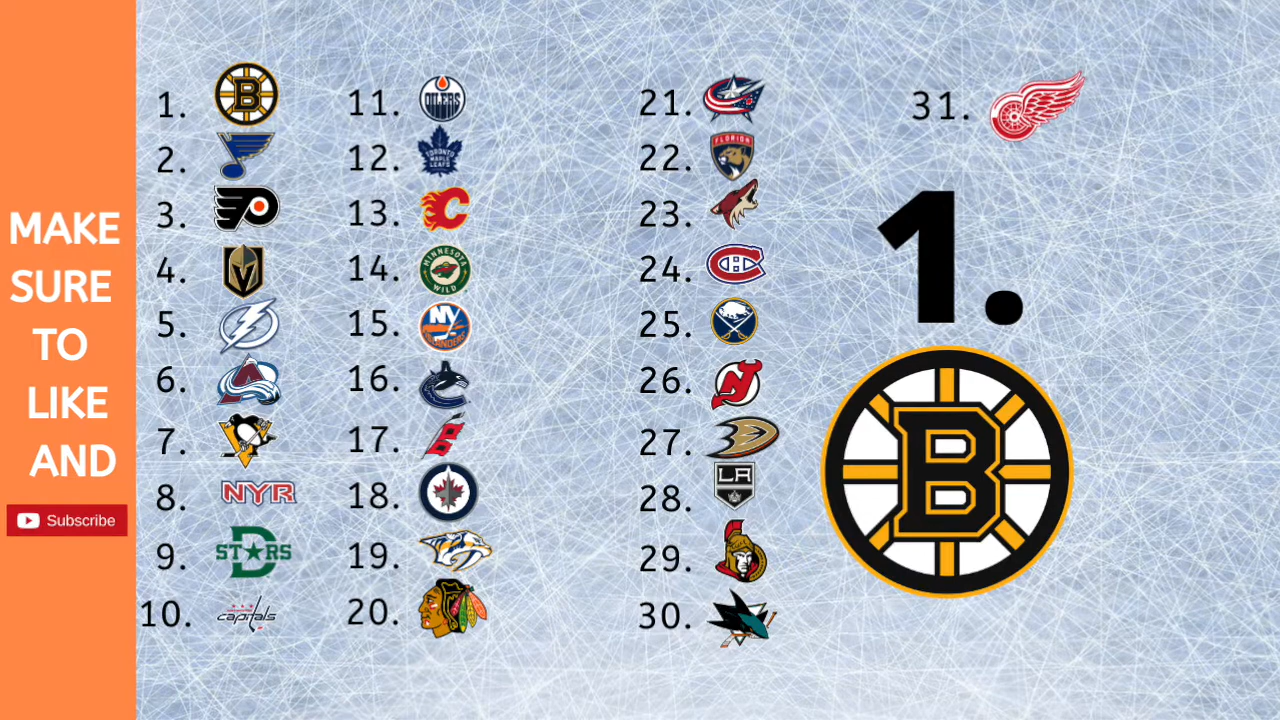 MAKE
SURE
TO
LIKE
AND
Subscribe
1. B
2.
3.
4.
5.
6.
7.
8. NYR
9. STARS
10. capitals
11. OILERS
12. TORONTO MAPLE LEAFS
13. C
14. MINNESOTA WILD
15. NY ISLANDERS
16.
17.
18.
19.
20.
21.
22. FLORIDA
23.
24. CH
25.
26. NJ
27.
28. LA
29.
30.
31.
1.
B